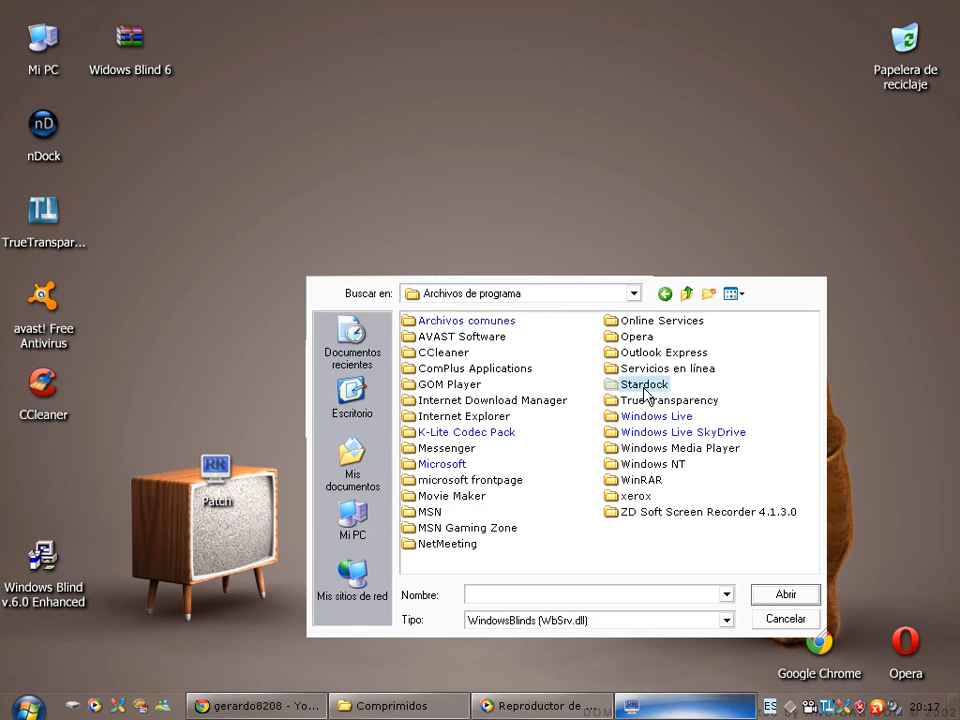 Mi PC
Widows Blind 6
Papelera de
reciclaje
nDock
TrueTranspar...
avast! Free
Antivirus
CCleaner
RR
Patch
Windows Blind
v.6.0 Enhanced
Google Chrome
Opera
Buscar en:
Archivos de programa
Documentos
recientes
Escritorio
Mis
documentos
Mi PC
Mis sitios de red
Archivos comunes
AVAST Software
CCleaner
ComPlus Applications
GOM Player
Internet Download Manager
Internet Explorer
K-Lite Codec Pack
Messenger
Microsoft
microsoft frontpage
Movie Maker
MSN
MSN Gaming Zone
NetMeeting
Online Services
Opera
Outlook Express
Servicios en línea
Stardock
TrueTransparency
Windows Live
Windows Live SkyDrive
Windows Media Player
Windows NT
WinRAR
xerox
ZD Soft Screen Recorder 4.1.3.0
Nombre:
Abrir
Tipo:
WindowsBlinds (WbSrv.dll)
Cancelar
gerardo8208 - Yo...
Comprimidos
Reproductor de ...
ES
20:17